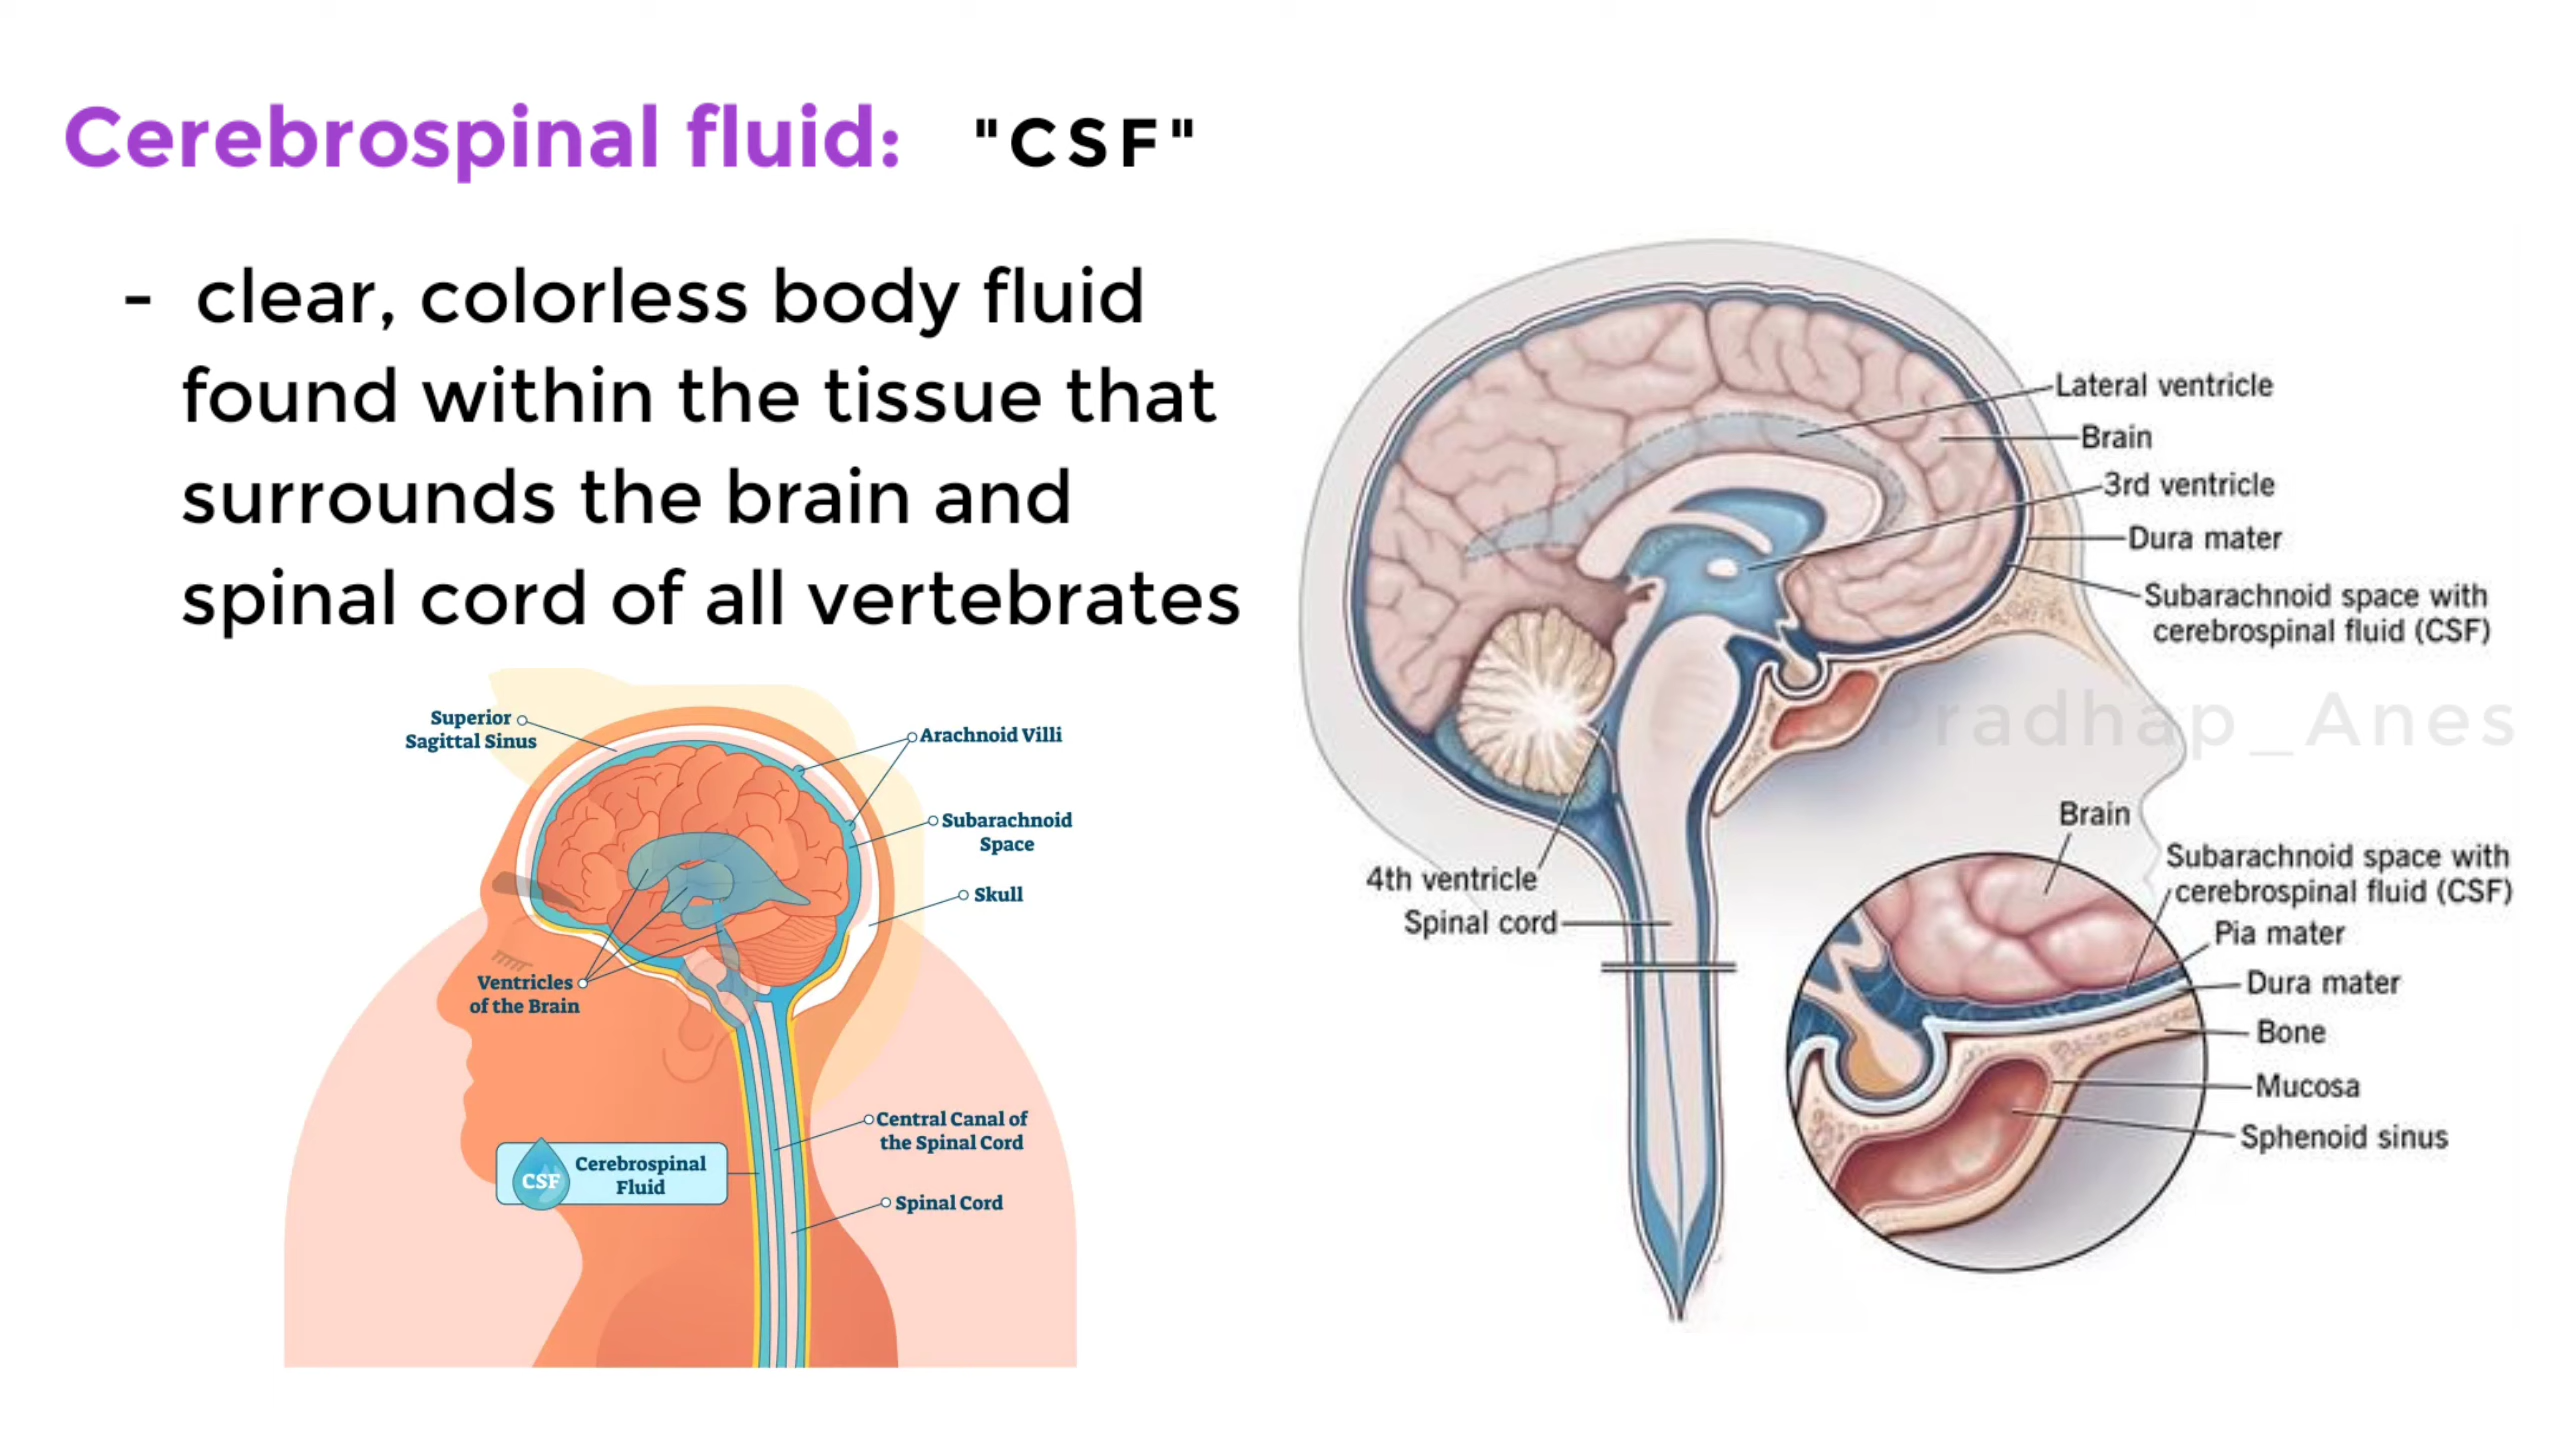 Cerebrospinal fluid: "CSF"
- clear, colorless body fluid
found within the tissue that
surrounds the brain and
spinal cord of all vertebrates
Superior
Sagittal Sinus
Arachnoid Villi
Subarachnoid
Space
Skull
Ventricles
of the Brain
Central Canal of
the Spinal Cord
CSF
Cerebrospinal
Fluid
Spinal Cord
Lateral ventricle
Brain
3rd ventricle
Dura mater
Subarachnoid space with
cerebrospinal fluid (CSF)
Pradhap_Anes
4th ventricle
Spinal cord
Brain
Subarachnoid space with
cerebrospinal fluid (CSF)
Pia mater
Dura mater
Bone
Mucosa
Sphenoid sinus